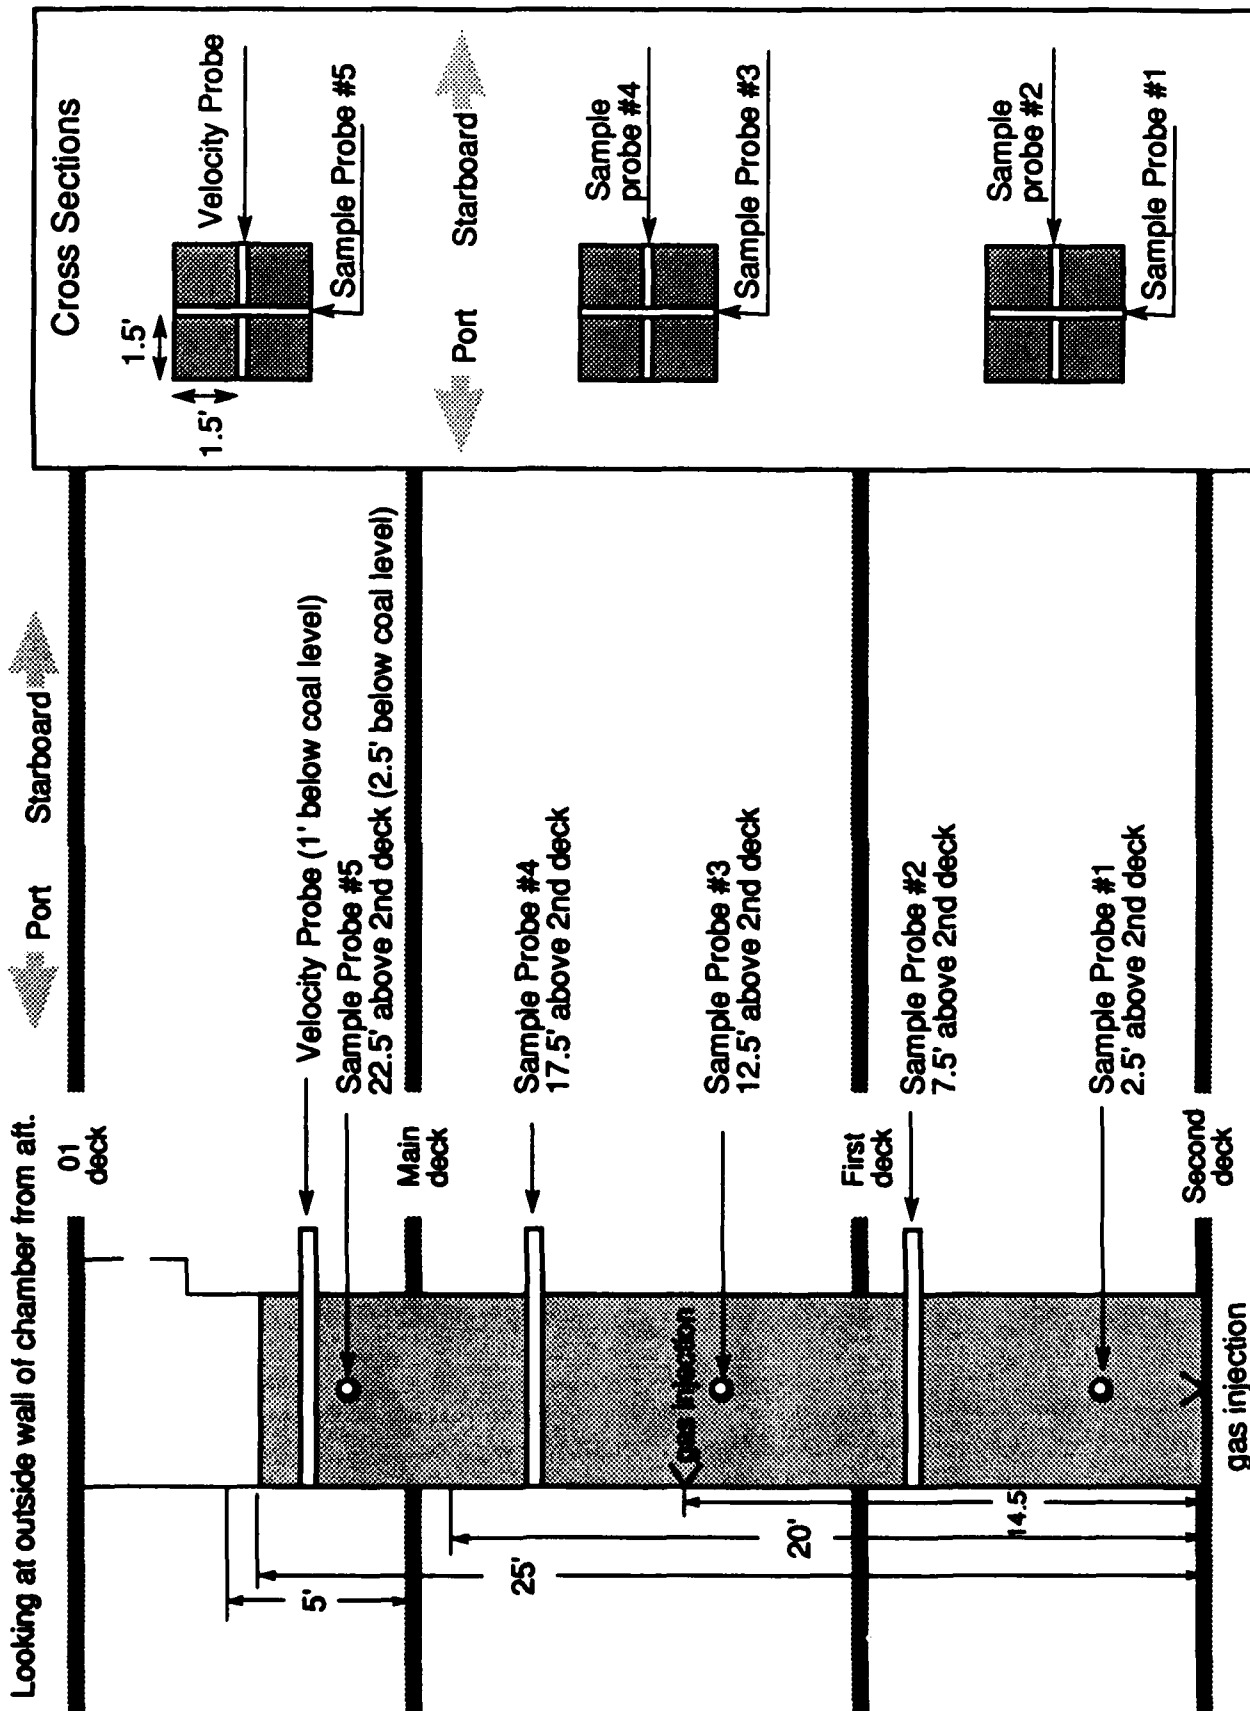 Looking at outside wall of chamber from aft.
Port Starboard
01
deck
Velocity Probe (1' below coal level)
Sample Probe #5
22.5' above 2nd deck (2.5' below coal level)
Main
deck
Sample Probe #4
17.5' above 2nd deck
gas injection
Sample Probe #3
12.5' above 2nd deck
First
deck
Sample Probe #2
7.5' above 2nd deck
Sample Probe #1
2.5' above 2nd deck
Second
deck
gas injection
5'
25'
20'
14.5
Cross Sections
1.5'
1.5'
Velocity Probe
Sample Probe #5
Port Starboard
Sample
probe #4
Sample Probe #3
Sample
probe #2
Sample Probe #1